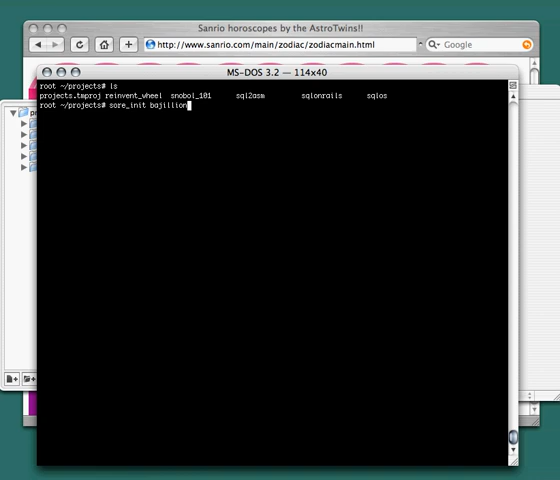 Sanrio horoscopes by the AstroTwins!!
http://www.sanrio.com/main/zodiac/zodiacmain.html
Google
MS-DOS 3.2 — 114x40
root ~/projects# ls
projects.tmproj reinvent_wheel snobol_101 sql2asm sqlonrails sqlos
root ~/projects# sore_init bajillion